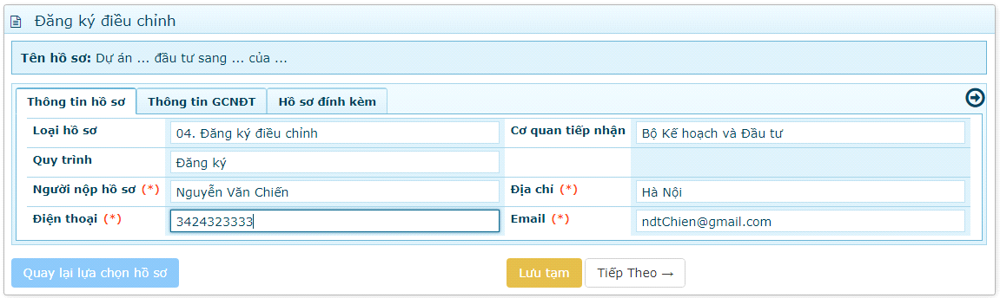 Đăng ký điều chỉnh
Tên hồ sơ: Dự án ... đầu tư sang ... của ...
Thông tin hồ sơ Thông tin GCNĐT Hồ sơ đính kèm
Loại hồ sơ 04. Đăng ký điều chỉnh Cơ quan tiếp nhận Bộ Kế hoạch và Đầu tư
Quy trình Đăng ký
Người nộp hồ sơ (*) Nguyễn Văn Chiến Địa chí (*) Hà Nội
Điện thoại (*) 3424323333 Email (*) ndtChien@gmail.com
Quay lại lựa chọn hồ sơ Lưu tạm Tiếp Theo →